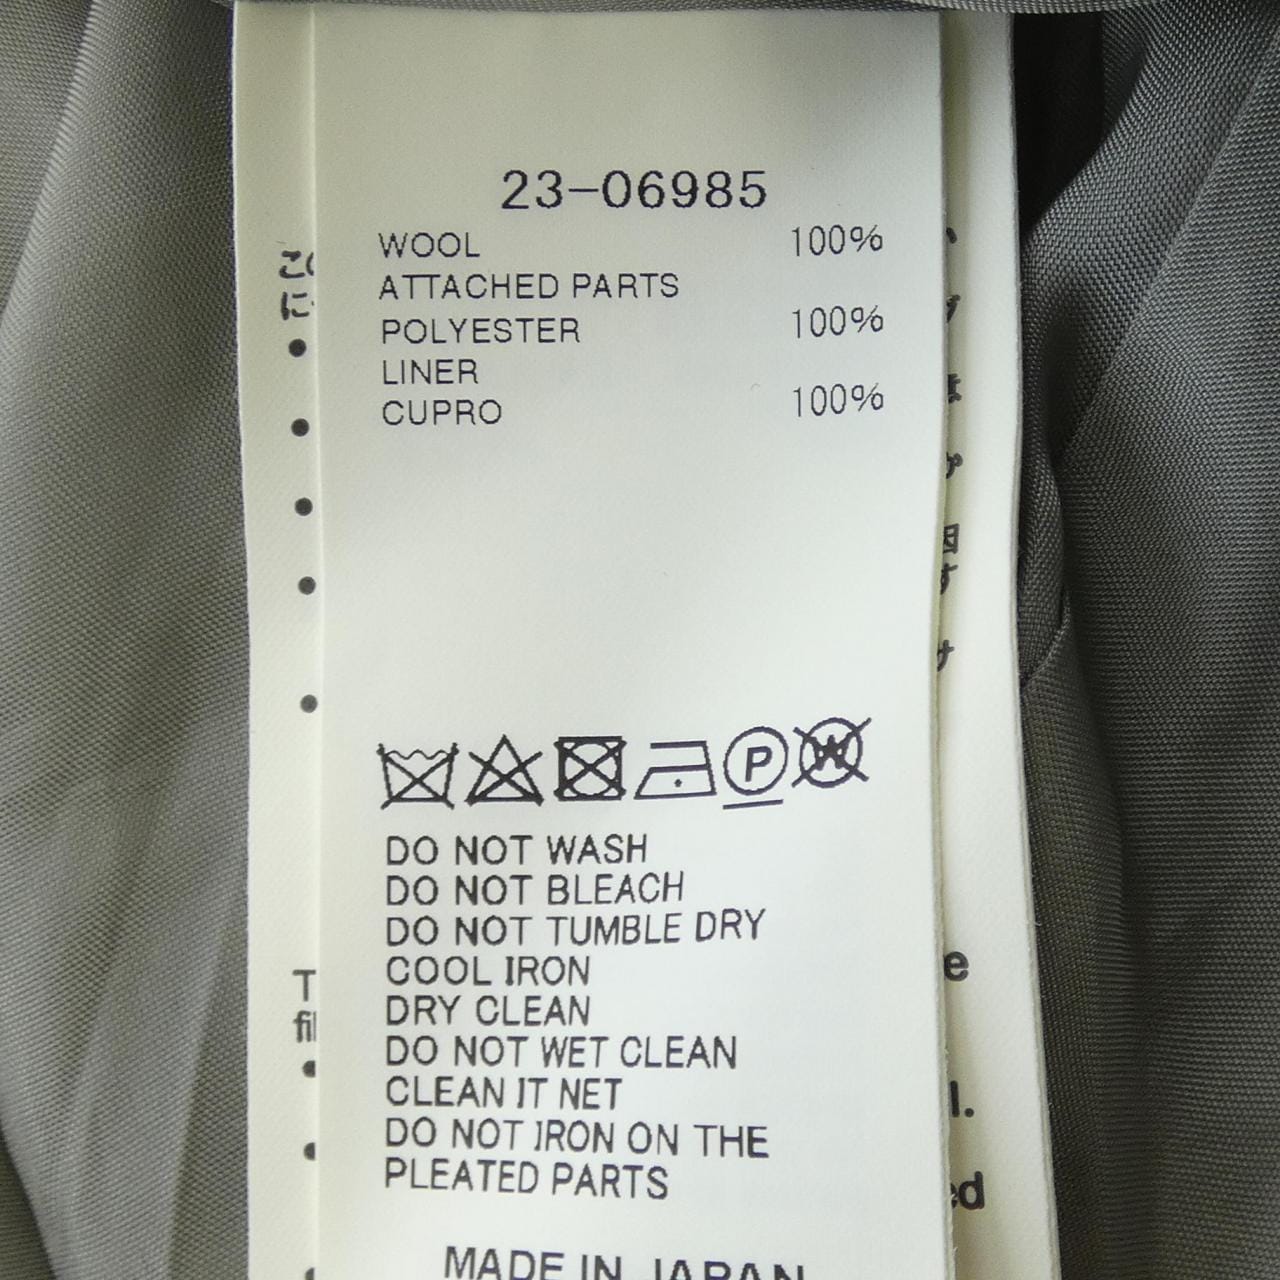 23-06985
WOOL 100%
ATTACHED PARTS
POLYESTER 100%
LINER
CUPRO 100%
P
W
DO NOT WASH
DO NOT BLEACH
DO NOT TUMBLE DRY
COOL IRON
DRY CLEAN
DO NOT WET CLEAN
CLEAN IT NET
DO NOT IRON ON THE
PLEATED PARTS
MADE IN JAPAN